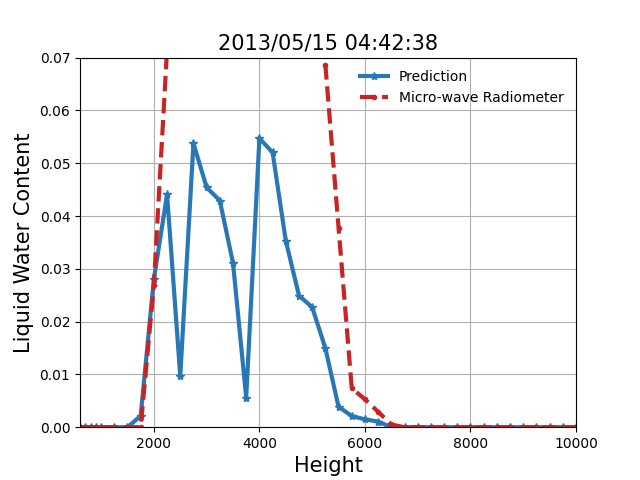 2013/05/15 04:42:38
Prediction
Micro-wave Radiometer
Liquid Water Content
0.07
0.06
0.05
0.04
0.03
0.02
0.01
0.00
2000 4000 6000 8000 10000
Height